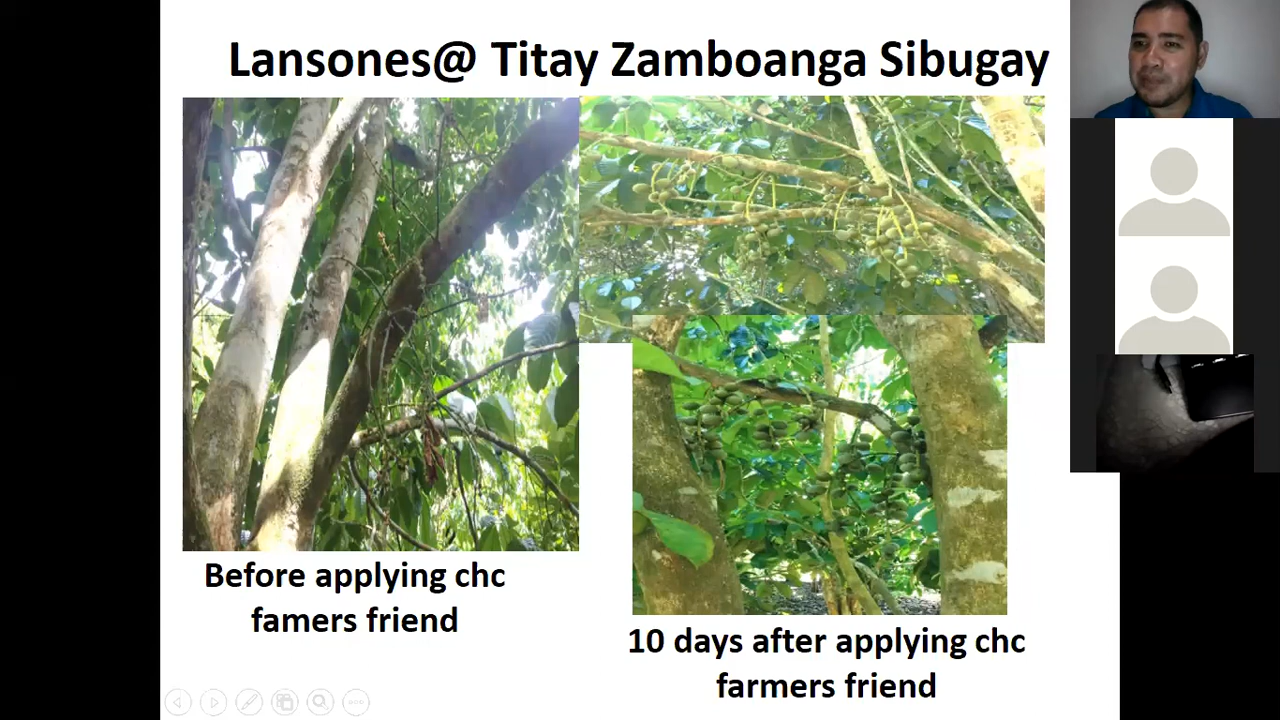 Lansones@ Titay Zamboanga Sibugay
Before applying chc
famers friend
10 days after applying chc
farmers friend